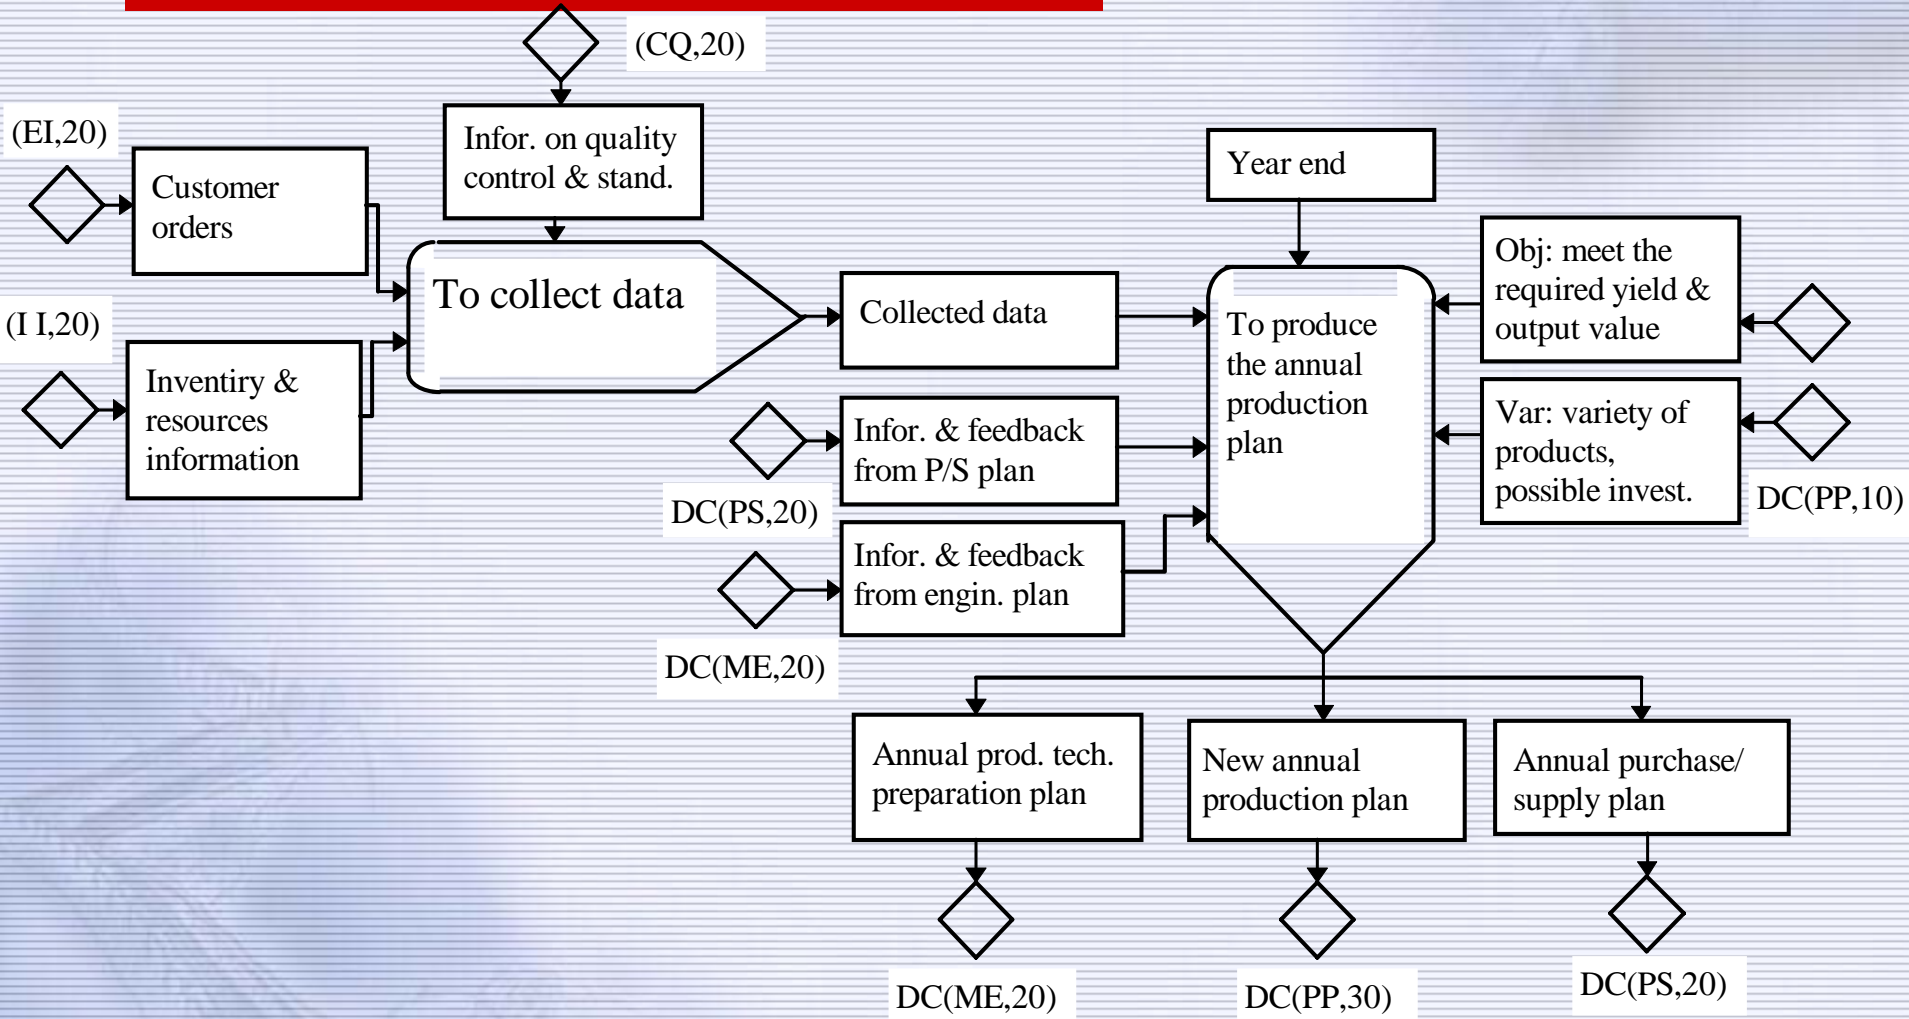 (CQ,20)
(EI,20)
Infor. on quality
control & stand.
Year end
Customer
orders
Obj: meet the
required yield &
output value
To collect data
(I I,20)
Collected data
To produce
the annual
production
plan
Inventiry &
resources
information
Infor. & feedback
from P/S plan
Var: variety of
products,
possible invest.
DC(PP,10)
DC(PS,20)
Infor. & feedback
from engin. plan
DC(ME,20)
Annual prod. tech.
preparation plan
New annual
production plan
Annual purchase/
supply plan
DC(ME,20)
DC(PP,30)
DC(PS,20)